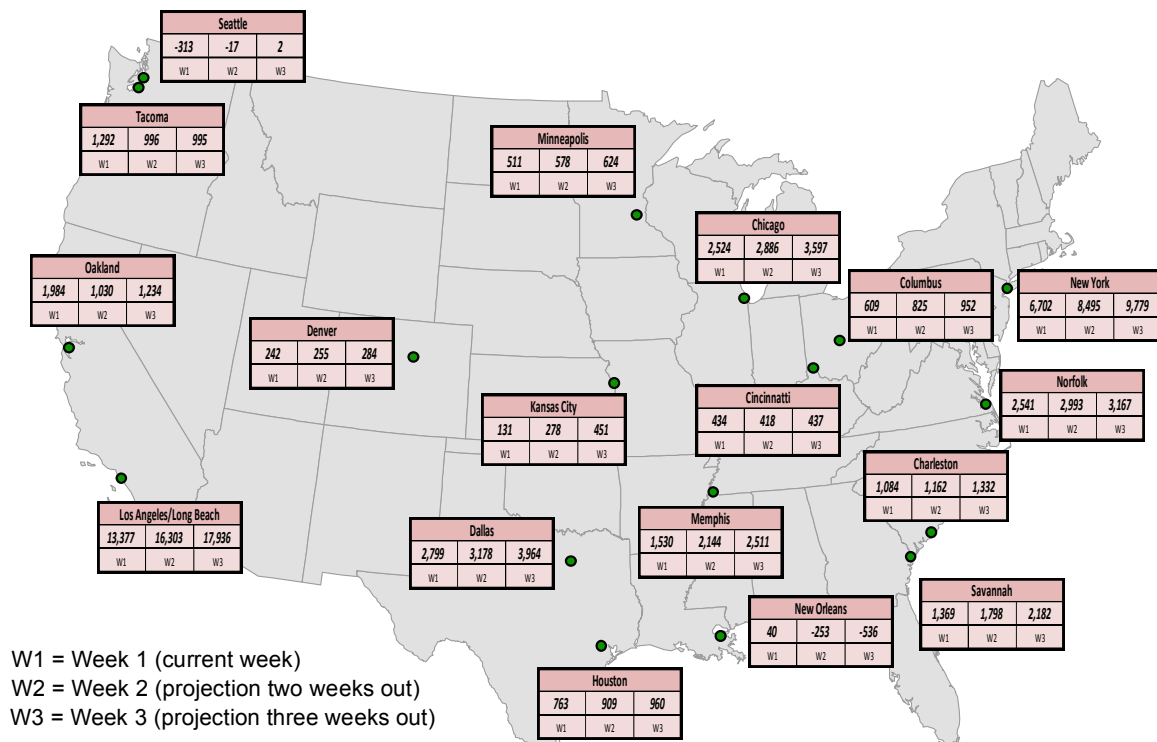 Seattle
-313 -17 2
W1 W2 W3
Tacoma
1,292 996 995
W1 W2 W3
Minneapolis
511 578 624
W1 W2 W3
Chicago
2,524 2,886 3,597
W1 W2 W3
Oakland
1,984 1,030 1,234
W1 W2 W3
Columbus
609 825 952
W1 W2 W3
New York
6,702 8,495 9,779
W1 W2 W3
Denver
242 255 284
W1 W2 W3
Norfolk
2,541 2,993 3,167
W1 W2 W3
Kansas City
131 278 451
W1 W2 W3
Cincinnatti
434 418 437
W1 W2 W3
Charleston
1,084 1,162 1,332
W1 W2 W3
Los Angeles/Long Beach
13,377 16,303 17,936
W1 W2 W3
Dallas
2,799 3,178 3,964
W1 W2 W3
Memphis
1,530 2,144 2,511
W1 W2 W3
Savannah
1,369 1,798 2,182
W1 W2 W3
New Orleans
40 -253 -536
W1 W2 W3
Houston
763 909 960
W1 W2 W3
W1 = Week 1 (current week)
W2 = Week 2 (projection two weeks out)
W3 = Week 3 (projection three weeks out)